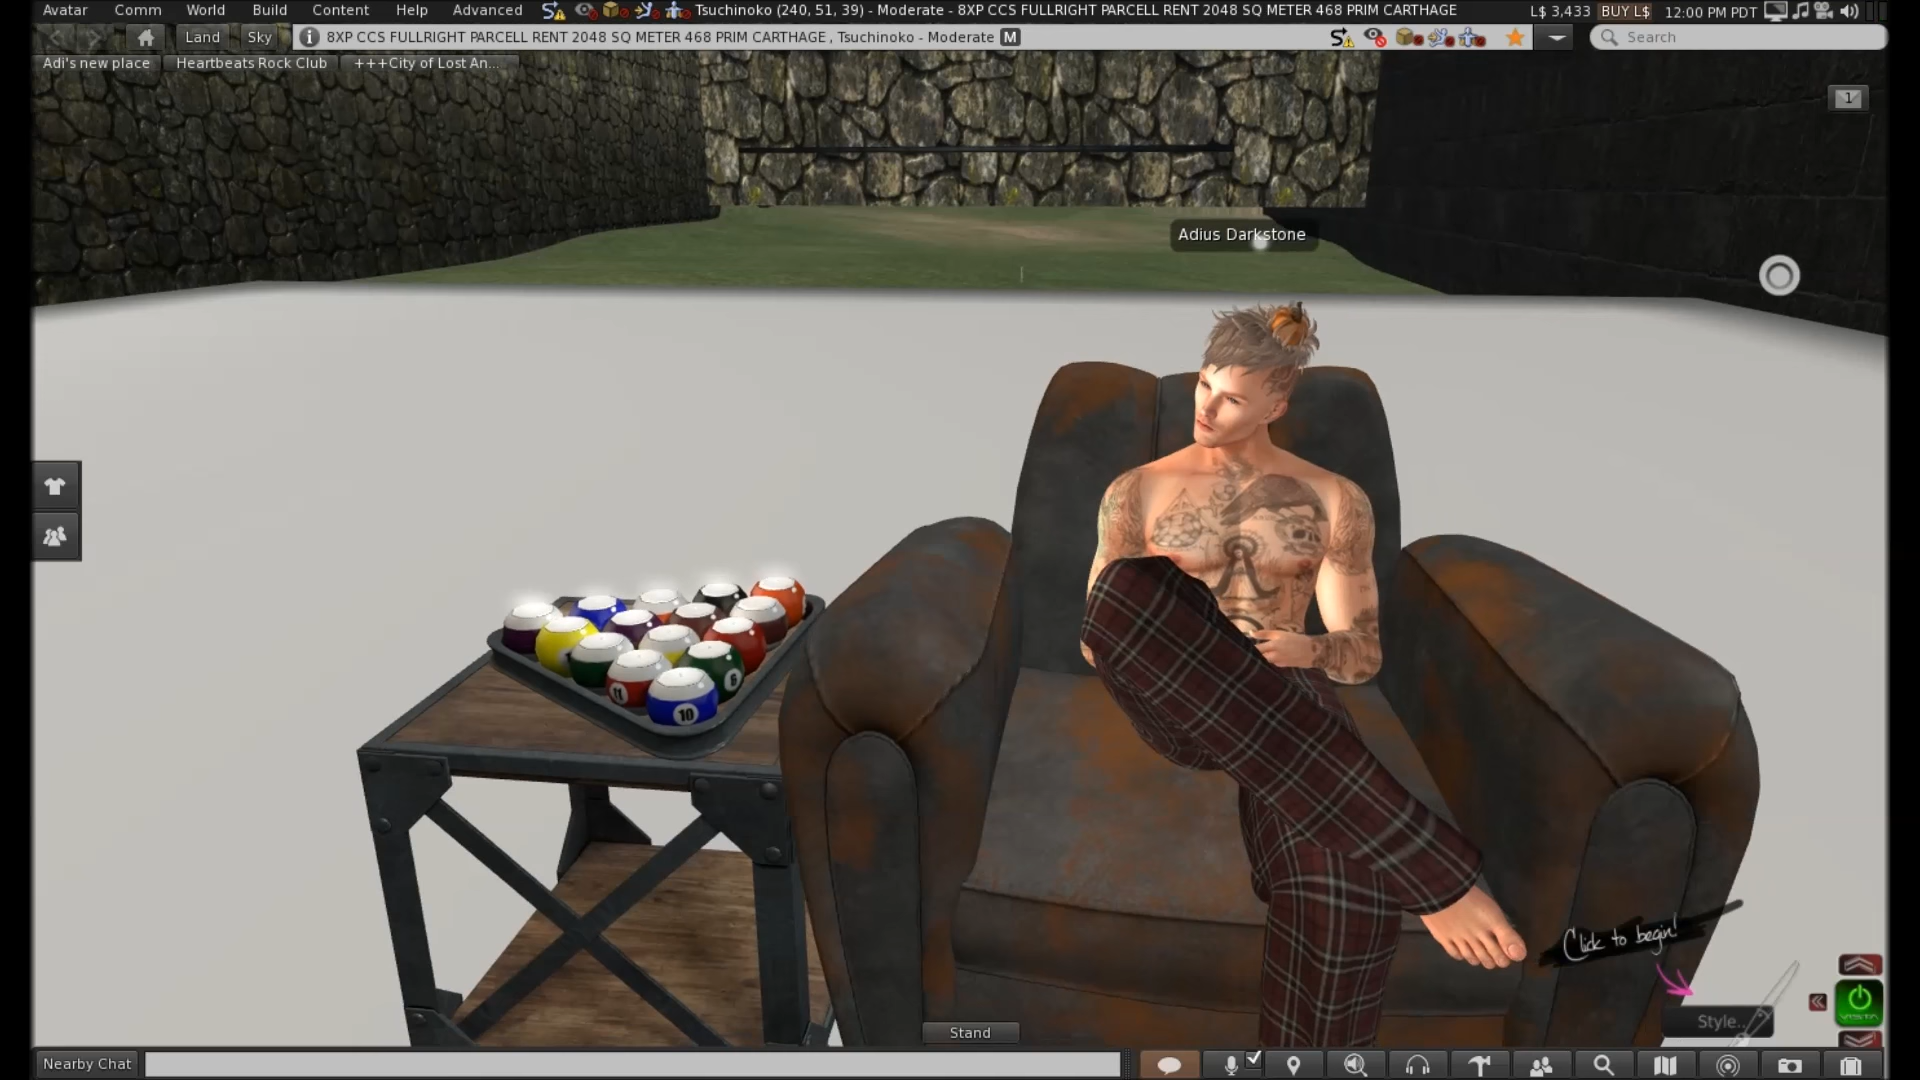 Avatar Comm World Build Content Help Advanced Tsuchinoko (240, 51, 39) - Moderate - 8XP CCS FULLRIGHT PARCELL RENT 2048 SQ METER 468 PRIM CARTHAGE L$ 3,433 BUY L$ 12:00 PM PDT
Land Sky 8XP CCS FULLRIGHT PARCELL RENT 2048 SQ METER 468 PRIM CARTHAGE , Tsuchinoko - Moderate M Search
Adi's new place Heartbeats Rock Club +++City of Lost An...
1
Adius Darkstone
6
11
10
Click to begin!
VISTA
Style..
Stand
Nearby Chat